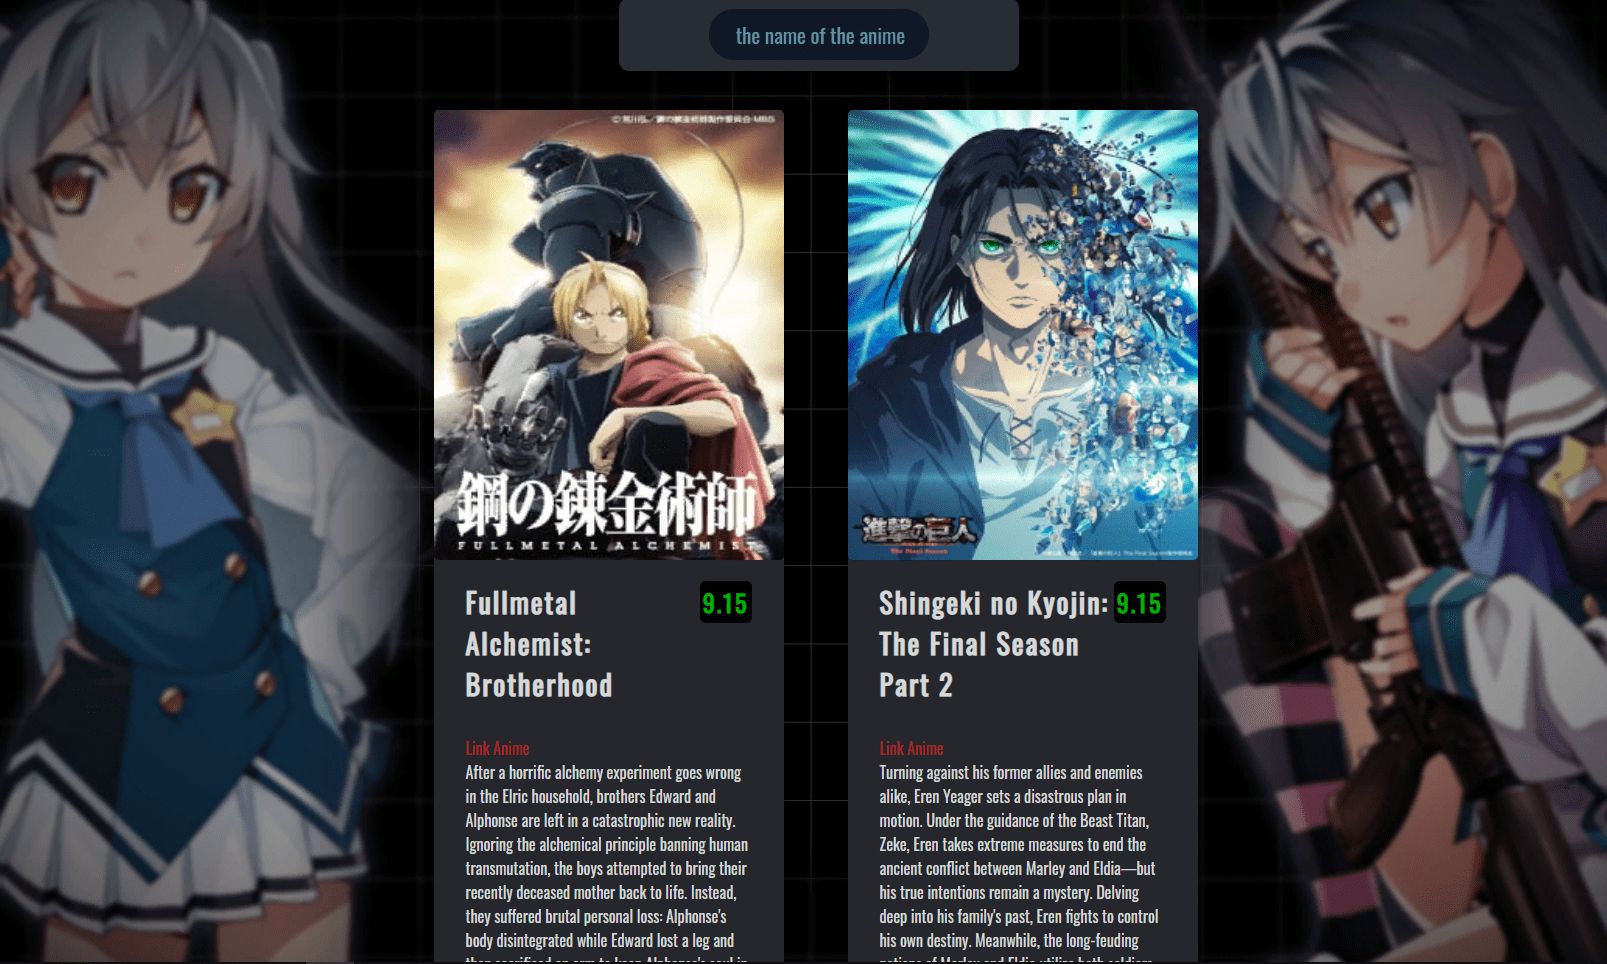 the name of the anime
鋼の錬金術師
FULLMETAL ALCHEMIST
進撃の巨人
The Final Season
Fullmetal
Alchemist:
Brotherhood
9.15
Link Anime
After a horrific alchemy experiment goes wrong
in the Elric household, brothers Edward and
Alphonse are left in a catastrophic new reality.
Ignoring the alchemical principle banning human
transmutation, the boys attempted to bring their
recently deceased mother back to life. Instead,
they suffered brutal personal loss: Alphonse's
body disintegrated while Edward lost a leg and
Shingeki no Kyojin:
The Final Season
Part 2
9.15
Link Anime
Turning against his former allies and enemies
alike, Eren Yeager sets a disastrous plan in
motion. Under the guidance of the Beast Titan,
Zeke, Eren takes extreme measures to end the
ancient conflict between Marley and Eldia—but
his true intentions remain a mystery. Delving
deep into his family's past, Eren fights to control
his own destiny. Meanwhile, the long-feuding